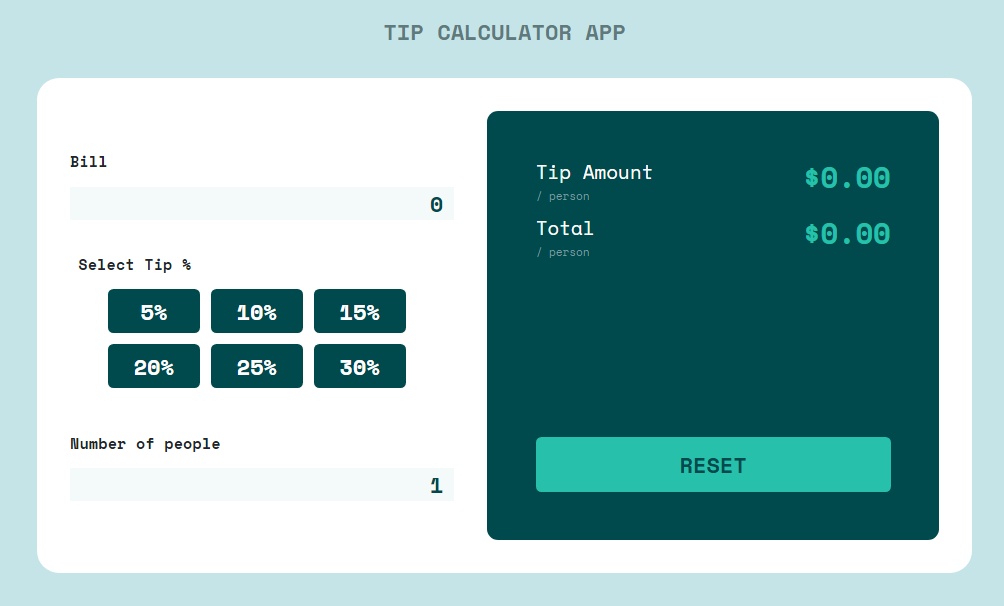 TIP CALCULATOR APP
Bill
0
Select Tip %
5% 10% 15%
20% 25% 30%
Number of people
1
Tip Amount $0.00
/ person
Total $0.00
/ person
RESET